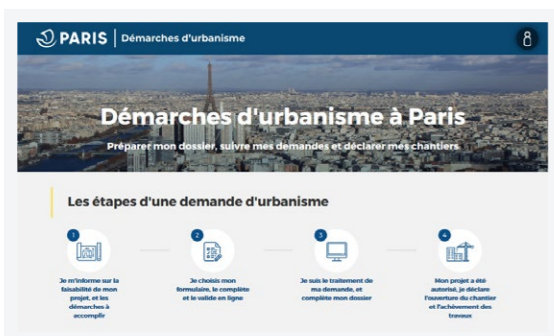 PARIS | Démarches d'urbanisme
Démarches d'urbanisme à Paris
Préparer mon dossier, suivre mes demandes et déclarer mes chantiers
Les étapes d'une demande d'urbanisme
1
Je m'informe sur la
faisabilité de mon
projet, et les
démarches à
accomplir
2
Je choisis mon
formulaire, le complète
et le valide en ligne
3
Je suis le traitement de
ma demande, et
complète mon dossier
4
Mon projet a été
autorisé, je déclare
l'ouverture du chantier
et l'achèvement des
travaux